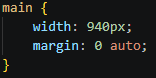 main {
    width: 940px;
    margin: 0 auto;
}